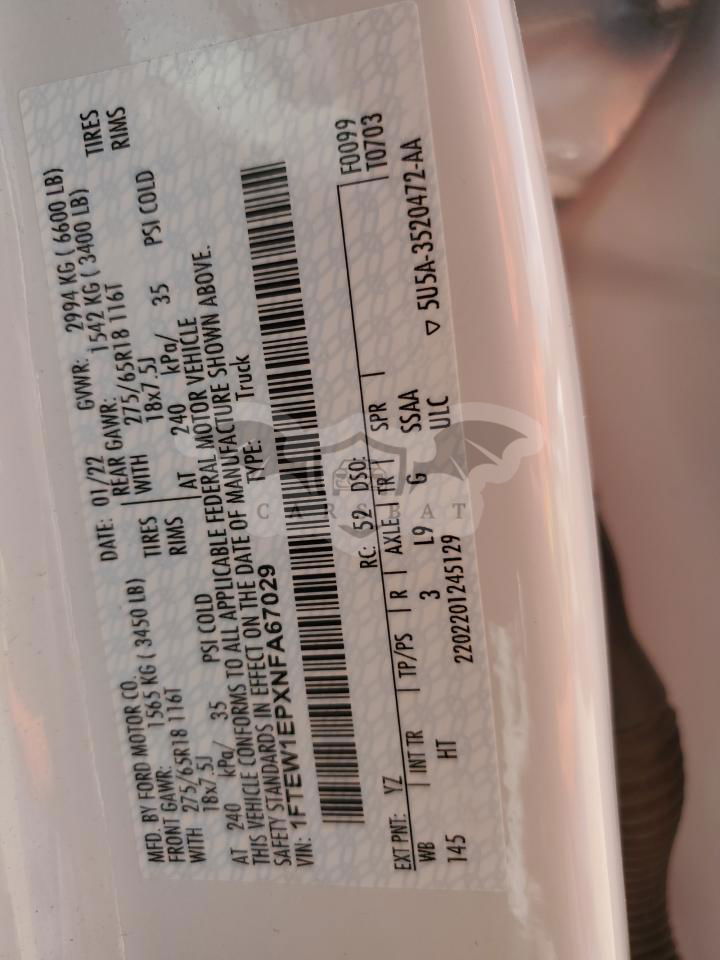 MFD. BY FORD MOTOR CO.
DATE: 01/22
GVWR: 2994 KG ( 6600 LB)
FRONT GAWR: 1565 KG ( 3450 LB)
REAR GAWR: 1542 KG ( 3400 LB)
WITH 275/65R18 116T TIRES
WITH 275/65R18 116T TIRES
18x7.5J RIMS
18x7.5J RIMS
AT 240 kPa/ 35 PSI COLD
AT 240 kPa/ 35 PSI COLD
THIS VEHICLE CONFORMS TO ALL APPLICABLE FEDERAL MOTOR VEHICLE
SAFETY STANDARDS IN EFFECT ON THE DATE OF MANUFACTURE SHOWN ABOVE.
VIN: 1FTEW1EPXNFA67029
TYPE: Truck
F0099
T0703
EXT PNT: YZ
RC: 52 DSO:
WB INT TR TP/PS R AXLE TR SPR
145 HT 3 L9 G SSAA
ULC
▽ 5U5A-3520472-AA
2202201245129
CARSBAT